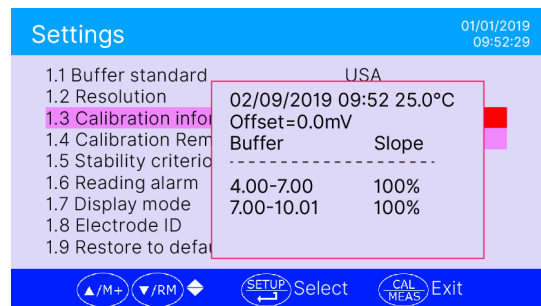 Settings
01/01/2019
09:52:29
1.1 Buffer standard USA
1.2 Resolution
1.3 Calibration infor
1.4 Calibration Rem
1.5 Stability criterio
1.6 Reading alarm
1.7 Display mode
1.8 Electrode ID
1.9 Restore to defau
02/09/2019 09:52 25.0°C
Offset=0.0mV
Buffer Slope
4.00-7.00 100%
7.00-10.01 100%
▲/M+ ▼/RM SETUP Select CAL MEAS Exit